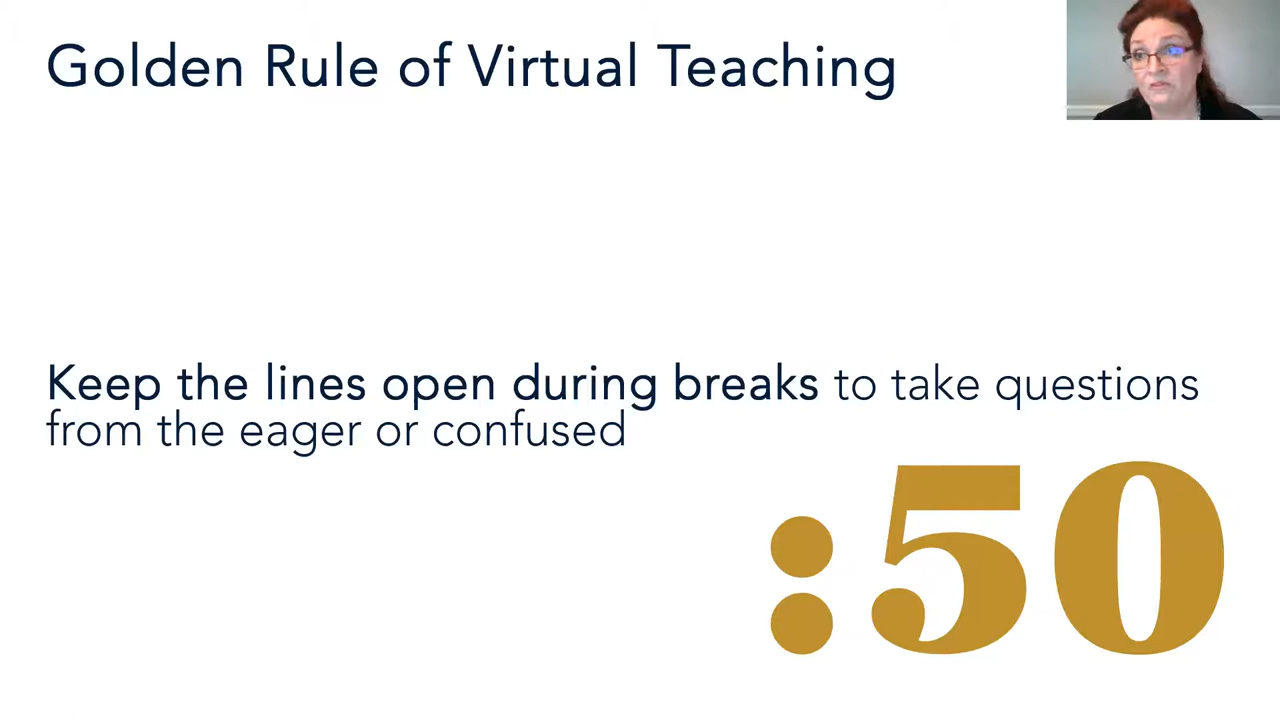 Golden Rule of Virtual Teaching
Keep the lines open during breaks to take questions
from the eager or confused
:50